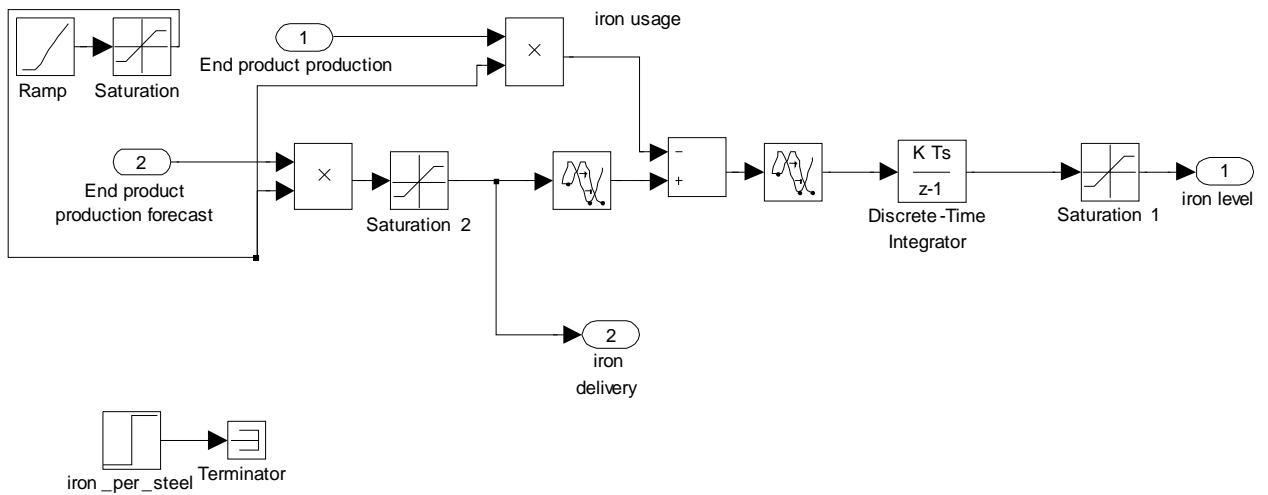 iron usage
1
End product production
×
Ramp
Saturation
2
End product
production forecast
×
Saturation 2
−
+
K Ts
z-1
Discrete-Time
Integrator
Saturation 1
1
iron level
2
iron
delivery
iron _per_steel
Terminator